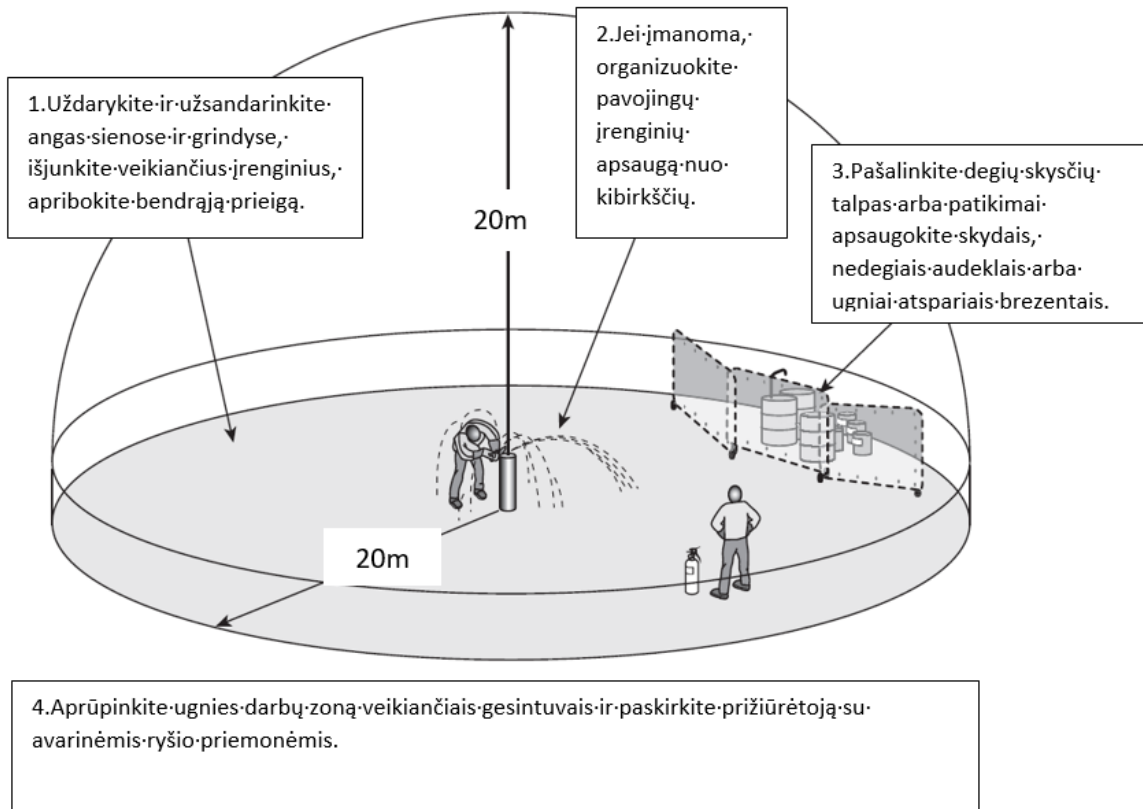 1.Uždarykite·ir·užsandarinkite·
angas·sienose·ir·grindyse,·
išjunkite·veikiančius·įrenginius,·
apribokite·bendrąją·prieigą.
2.Jei·įmanoma,·
organizuokite·
pavojingų·
įrenginių·
apsaugą·nuo·
kibirkščių.
3.Pašalinkite·degių·skysčių·
talpas·arba·patikimai·
apsaugokite·skydais,·
nedegiais·audeklais·arba·
ugniai·atspariais·brezentais.
20m
20m
4.Aprūpinkite·ugnies·darbų·zoną·veikiančiais·gesintuvais·ir·paskirkite·prižiūrėtoją·su·
avarinėmis·ryšio·priemonėmis.